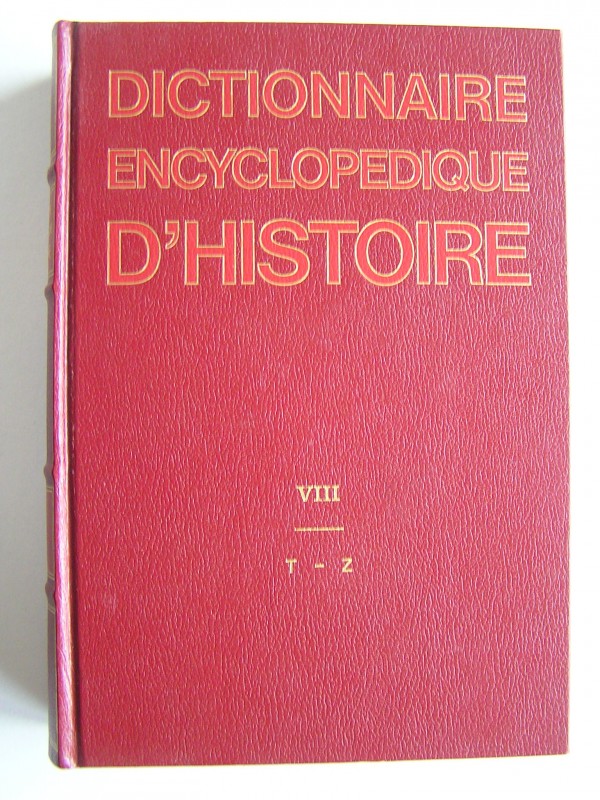 DICTIONNAIRE
ENCYCLOPEDIQUE
D'HISTOIRE
VIII
T - Z